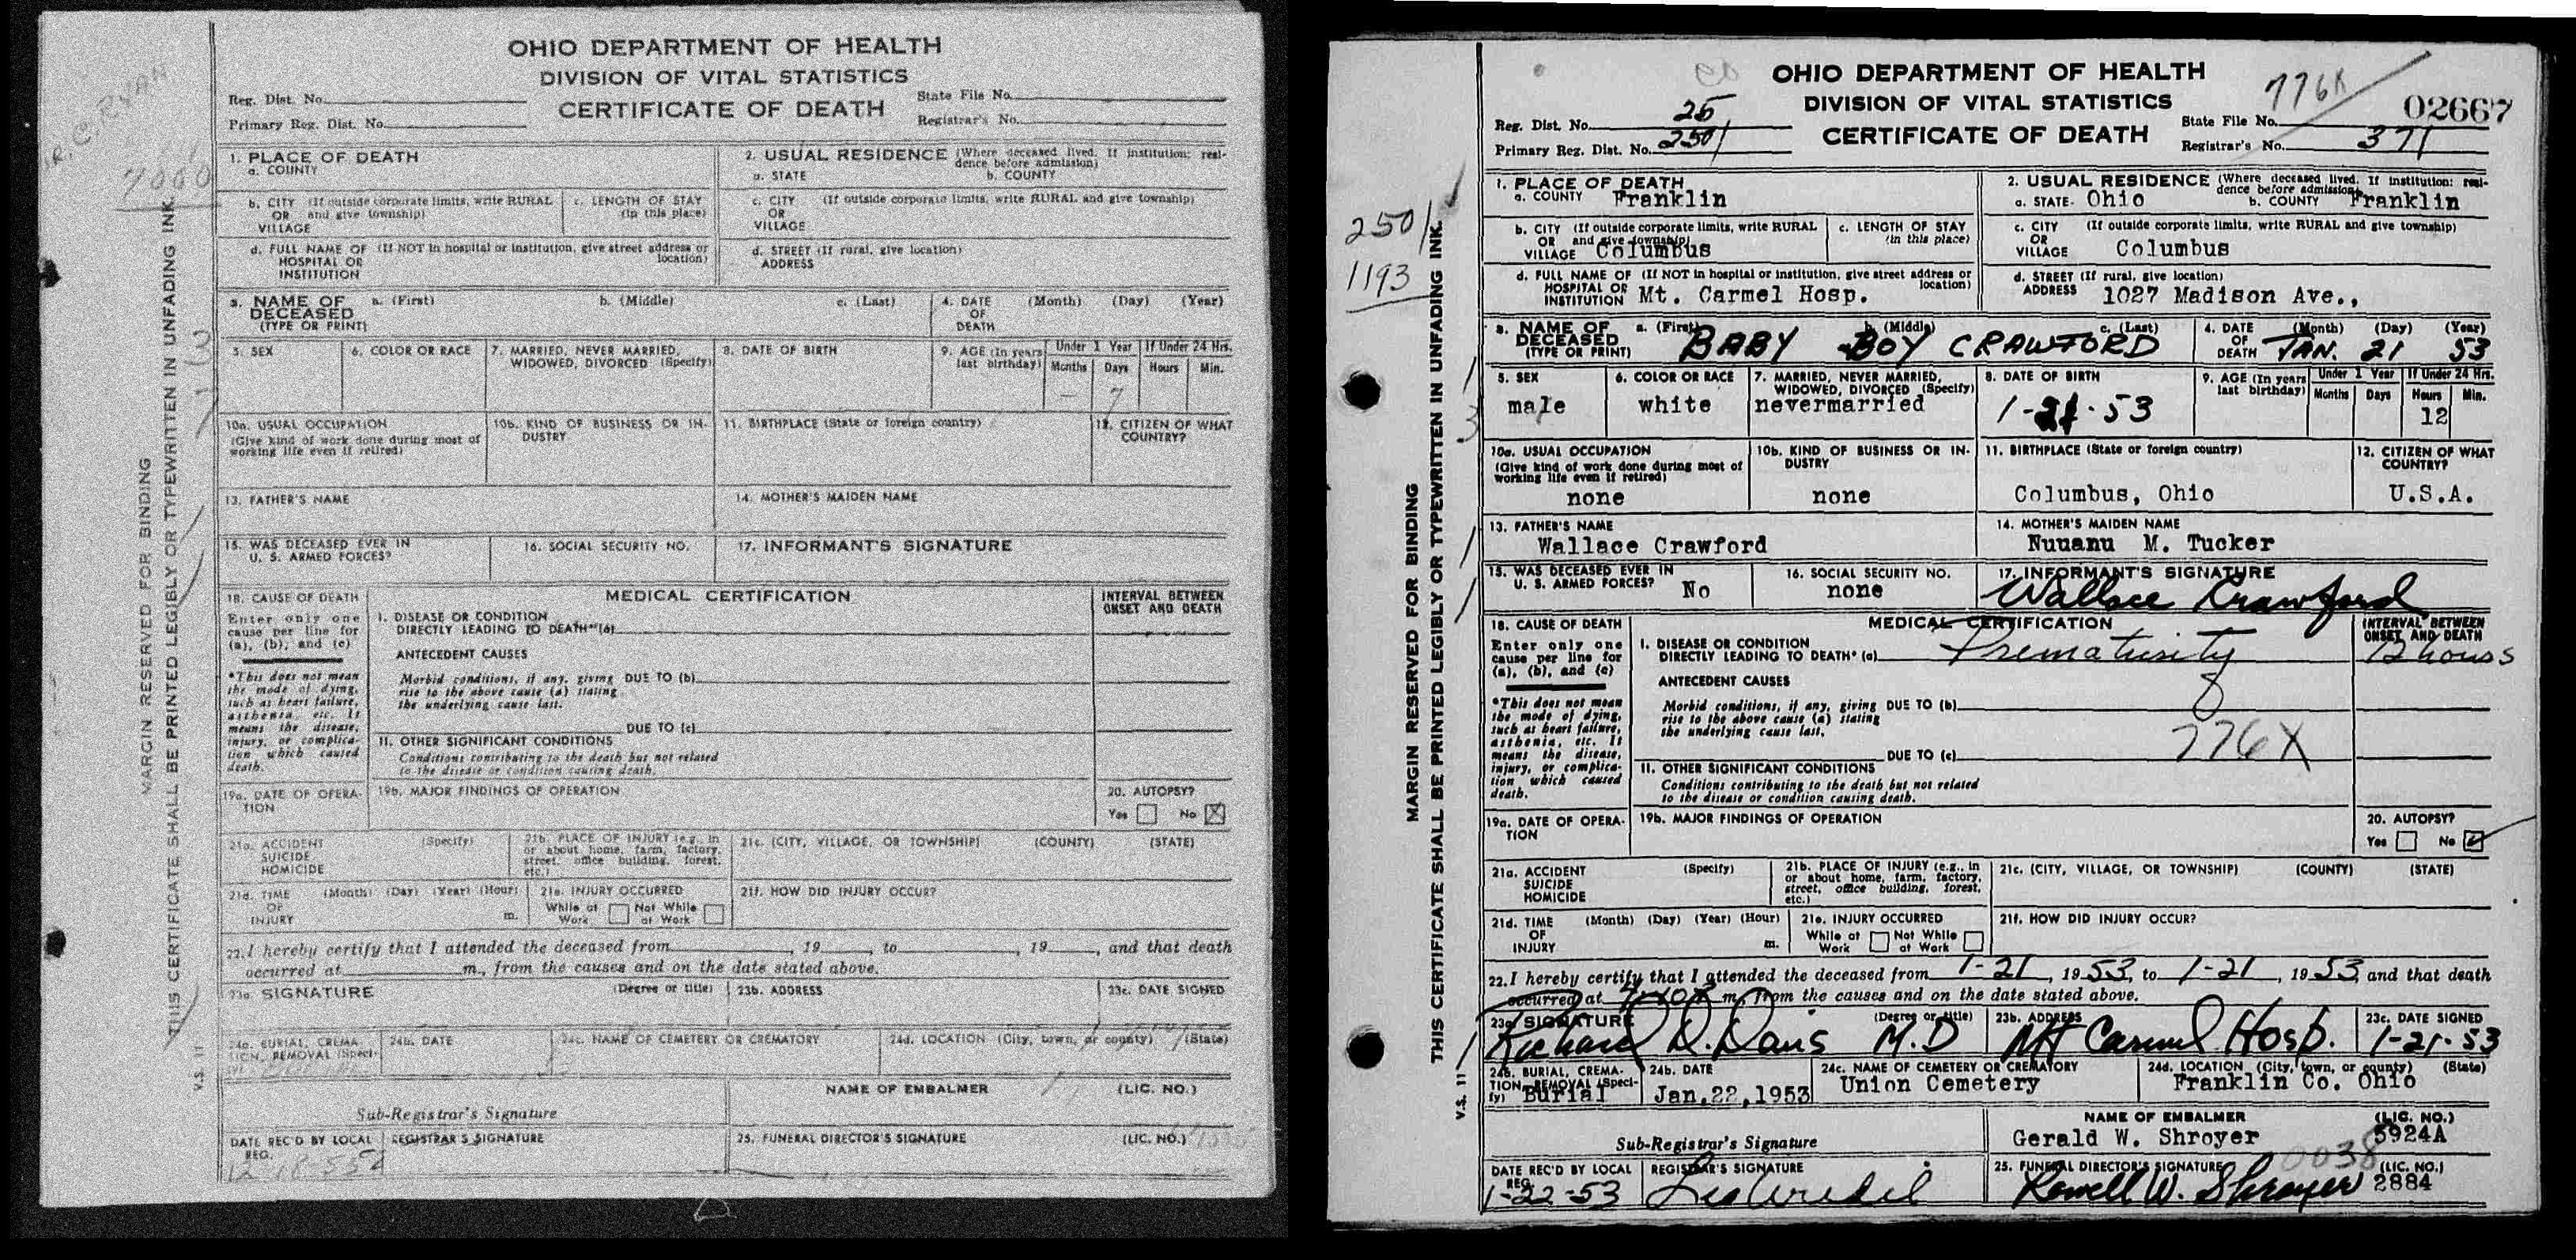 OHIO DEPARTMENT OF HEALTH
DIVISION OF VITAL STATISTICS
CERTIFICATE OF DEATH
Reg. Dist. No.
Primary Reg. Dist. No.
State File No.
Registrar's No.
7000
MARGIN RESERVED FOR BINDING
THIS CERTIFICATE SHALL BE PRINTED LEGIBLY OR TYPEWRITTEN IN UNFADING INK.
V.S. 11
1. PLACE OF DEATH
a. COUNTY
2. USUAL RESIDENCE (Where deceased lived. If institution: resi-
dence before admission)
a. STATE b. COUNTY
b. CITY (If outside corporate limits, write RURAL
OR and give township)
VILLAGE
c. LENGTH OF STAY
(in this place)
c. CITY (If outside corporate limits, write RURAL and give township)
OR
VILLAGE
d. FULL NAME OF (If NOT in hospital or institution, give street address or
HOSPITAL OR location)
INSTITUTION
d. STREET (If rural, give location)
ADDRESS
3. NAME OF a. (First) b. (Middle) c. (Last)
DECEASED
(TYPE OR PRINT)
4. DATE (Month) (Day) (Year)
OF
DEATH
5. SEX
6. COLOR OR RACE
7. MARRIED, NEVER MARRIED,
WIDOWED, DIVORCED (Specify)
8. DATE OF BIRTH
9. AGE (In years
last birthday)
Under 1 Year If Under 24 Hrs.
Months Days Hours Min.
7
10a. USUAL OCCUPATION
(Give kind of work done during most of
working life even if retired)
10b. KIND OF BUSINESS OR IN-
DUSTRY
11. BIRTHPLACE (State or foreign country)
12. CITIZEN OF WHAT
COUNTRY?
13. FATHER'S NAME
14. MOTHER'S MAIDEN NAME
15. WAS DECEASED EVER IN
U. S. ARMED FORCES?
16. SOCIAL SECURITY NO.
17. INFORMANT'S SIGNATURE
18. CAUSE OF DEATH
Enter only one
cause per line for
(a), (b), and (c)
*This does not mean
the mode of dying,
such as heart failure,
asthenia, etc. It
means the disease,
injury, or complica-
tion which caused
death.
MEDICAL CERTIFICATION
INTERVAL BETWEEN
ONSET AND DEATH
I. DISEASE OR CONDITION
DIRECTLY LEADING TO DEATH* (a)
ANTECEDENT CAUSES
Morbid conditions, if any, giving DUE TO (b)
rise to the above cause (a) stating
the underlying cause last.
DUE TO (c)
II. OTHER SIGNIFICANT CONDITIONS
Conditions contributing to the death but not related
to the disease or condition causing death.
19a. DATE OF OPERA-
TION
19b. MAJOR FINDINGS OF OPERATION
20. AUTOPSY?
Yes No X
21a. ACCIDENT (Specify)
SUICIDE
HOMICIDE
21b. PLACE OF INJURY (e.g., in
or about home, farm, factory,
street, office building, forest,
etc.)
21c. (CITY, VILLAGE, OR TOWNSHIP) (COUNTY) (STATE)
21d. TIME (Month) (Day) (Year) (Hour)
OF
INJURY m.
21e. INJURY OCCURRED
While at Not While
Work at Work
21f. HOW DID INJURY OCCUR?
22. I hereby certify that I attended the deceased from , 19 , to , 19 , and that death
occurred at m., from the causes and on the date stated above.
23a. SIGNATURE (Degree or title)
23b. ADDRESS
23c. DATE SIGNED
24a. BURIAL, CREMA-
TION, REMOVAL (Speci-
fy)
24b. DATE
24c. NAME OF CEMETERY OR CREMATORY
24d. LOCATION (City, town, or county) (State)
NAME OF EMBALMER (LIC. NO.)
Sub-Registrar's Signature
DATE REC'D BY LOCAL
REG.
REGISTRAR'S SIGNATURE
25. FUNERAL DIRECTOR'S SIGNATURE (LIC. NO.)
OHIO DEPARTMENT OF HEALTH
DIVISION OF VITAL STATISTICS
CERTIFICATE OF DEATH
Reg. Dist. No. 25
Primary Reg. Dist. No. 2501
776X
02667
State File No.
Registrar's No. 371
2501
1193
MARGIN RESERVED FOR BINDING
THIS CERTIFICATE SHALL BE PRINTED LEGIBLY OR TYPEWRITTEN IN UNFADING INK.
V.S. 11
1. PLACE OF DEATH
a. COUNTY Franklin
2. USUAL RESIDENCE (Where deceased lived. If institution: resi-
dence before admission)
a. STATE Ohio b. COUNTY Franklin
b. CITY (If outside corporate limits, write RURAL
OR and give township)
VILLAGE Columbus
c. LENGTH OF STAY
(in this place)
c. CITY (If outside corporate limits, write RURAL and give township)
OR
VILLAGE Columbus
d. FULL NAME OF (If NOT in hospital or institution, give street address or
HOSPITAL OR location)
INSTITUTION Mt. Carmel Hosp.
d. STREET (If rural, give location)
ADDRESS 1027 Madison Ave.,
3. NAME OF a. (First) b. (Middle) c. (Last)
DECEASED
(TYPE OR PRINT) BABY BOY CRAWFORD
4. DATE (Month) (Day) (Year)
OF
DEATH JAN. 21 53
5. SEX
male
6. COLOR OR RACE
white
7. MARRIED, NEVER MARRIED,
WIDOWED, DIVORCED (Specify)
nevermarried
8. DATE OF BIRTH
1-21-53
9. AGE (In years
last birthday)
Under 1 Year If Under 24 Hrs.
Months Days Hours Min.
12
10a. USUAL OCCUPATION
(Give kind of work done during most of
working life even if retired)
none
10b. KIND OF BUSINESS OR IN-
DUSTRY
none
11. BIRTHPLACE (State or foreign country)
Columbus, Ohio
12. CITIZEN OF WHAT
COUNTRY?
U.S.A.
13. FATHER'S NAME
Wallace Crawford
14. MOTHER'S MAIDEN NAME
Nuuanu M. Tucker
15. WAS DECEASED EVER IN
U. S. ARMED FORCES? No
16. SOCIAL SECURITY NO.
none
17. INFORMANT'S SIGNATURE
Wallace Crawford
18. CAUSE OF DEATH
Enter only one
cause per line for
(a), (b), and (c)
*This does not mean
the mode of dying,
such as heart failure,
asthenia, etc. It
means the disease,
injury, or complica-
tion which caused
death.
MEDICAL CERTIFICATION
INTERVAL BETWEEN
ONSET AND DEATH
I. DISEASE OR CONDITION
DIRECTLY LEADING TO DEATH* (a) Prematurity 12 hours
ANTECEDENT CAUSES
Morbid conditions, if any, giving DUE TO (b)
rise to the above cause (a) stating
the underlying cause last.
776X
DUE TO (c)
II. OTHER SIGNIFICANT CONDITIONS
Conditions contributing to the death but not related
to the disease or condition causing death.
19a. DATE OF OPERA-
TION
19b. MAJOR FINDINGS OF OPERATION
20. AUTOPSY?
Yes No
21a. ACCIDENT (Specify)
SUICIDE
HOMICIDE
21b. PLACE OF INJURY (e.g., in
or about home, farm, factory,
street, office building, forest,
etc.)
21c. (CITY, VILLAGE, OR TOWNSHIP) (COUNTY) (STATE)
21d. TIME (Month) (Day) (Year) (Hour)
OF
INJURY m.
21e. INJURY OCCURRED
While at Not While
Work at Work
21f. HOW DID INJURY OCCUR?
22. I hereby certify that I attended the deceased from 1-21, 1953, to 1-21, 1953, and that death
occurred at m., from the causes and on the date stated above.
23a. SIGNATURE (Degree or title)
Richard D. Davis M.D
23b. ADDRESS
Mt Carmel Hosp.
23c. DATE SIGNED
1-21-53
24a. BURIAL, CREMA-
TION, REMOVAL (Speci-
fy) Burial
24b. DATE
Jan. 22, 1953
24c. NAME OF CEMETERY OR CREMATORY
Union Cemetery
24d. LOCATION (City, town, or county) (State)
Franklin Co. Ohio
NAME OF EMBALMER (LIC. NO.)
Gerald W. Shroyer 5924A
Sub-Registrar's Signature
0038
DATE REC'D BY LOCAL
REG.
1-22-53
REGISTRAR'S SIGNATURE
25. FUNERAL DIRECTOR'S SIGNATURE (LIC. NO.)
W. Shroyer 2884